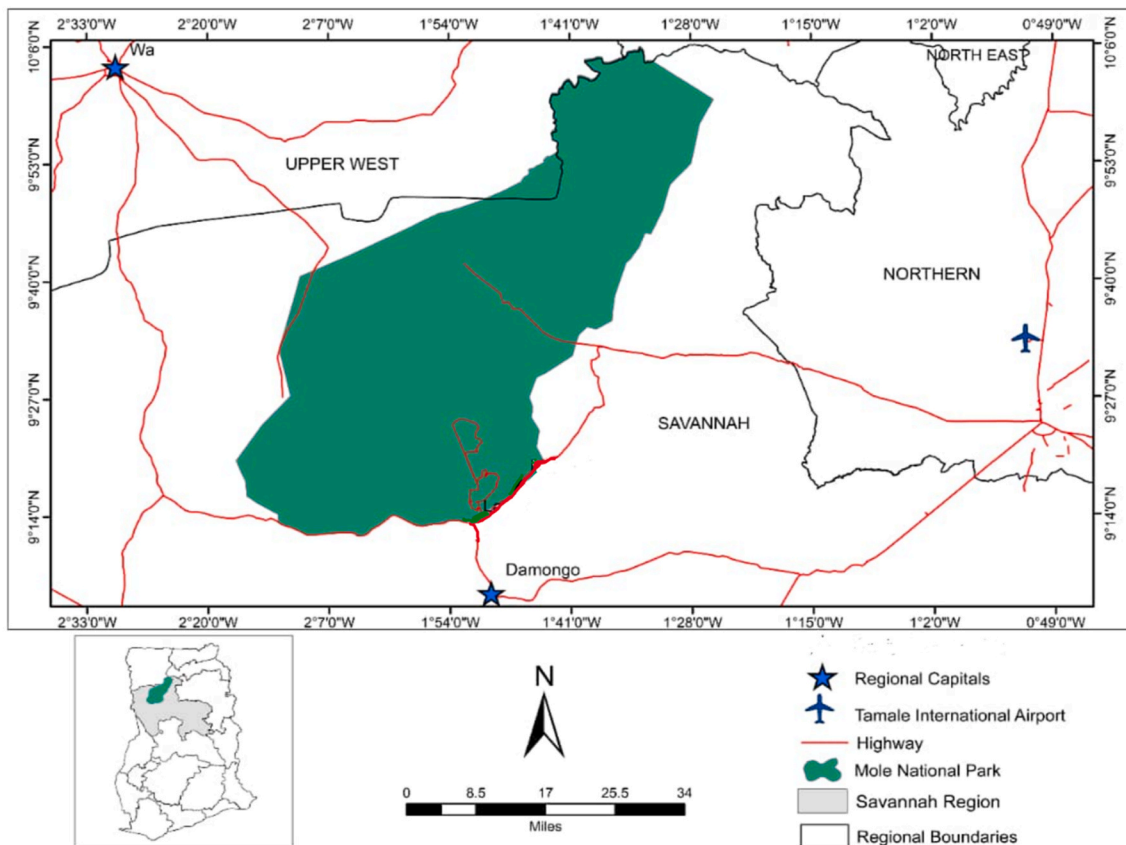 2°33'0"W 2°20'0"W 2°70'0"W 1°54'0"W 1°41'0"W 1°28'0"W 1°15'0"W 1°2'0"W 0°49'0"W
10°6'0"N
9°53'0"N
9°40'0"N
9°27'0"N
9°14'0"N
Wa
NORTH EAST
UPPER WEST
NORTHERN
SAVANNAH
Damongo
10°6'0"N
9°53'0"N
9°40'0"N
9°27'0"N
9°14'0"N
2°33'0"W 2°20'0"W 2°70'0"W 1°54'0"W 1°41'0"W 1°28'0"W 1°15'0"W 1°2'0"W 0°49'0"W
N
0 8.5 17 25.5 34
Miles
Regional Capitals
Tamale International Airport
Highway
Mole National Park
Savannah Region
Regional Boundaries